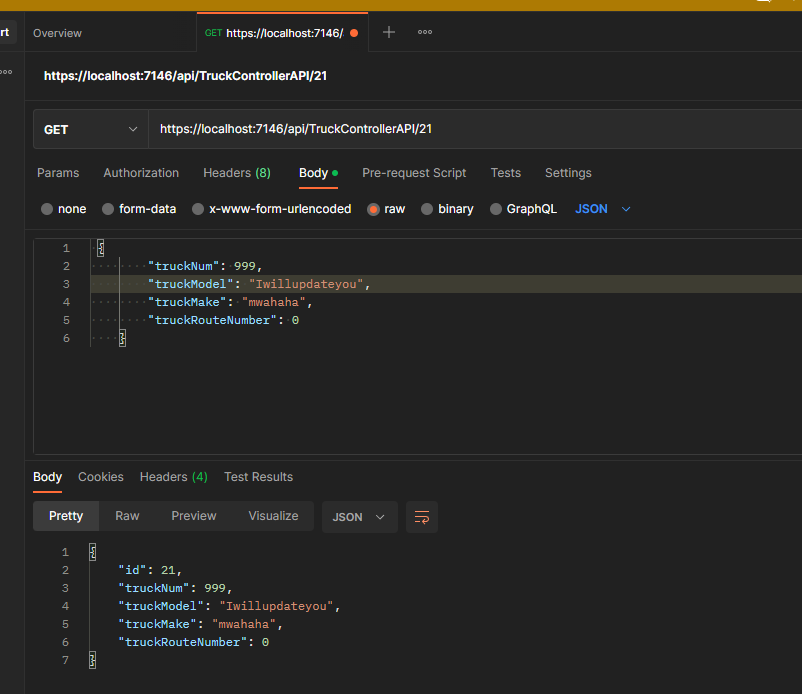 rt Overview GET https://localhost:7146/
https://localhost:7146/api/TruckControllerAPI/21
GET https://localhost:7146/api/TruckControllerAPI/21
Params Authorization Headers (8) Body Pre-request Script Tests Settings
none form-data x-www-form-urlencoded raw binary GraphQL JSON
1 {
2 "truckNum": 999,
3 "truckModel": "Iwillupdateyou",
4 "truckMake": "mwahaha",
5 "truckRouteNumber": 0
6 }
Body Cookies Headers (4) Test Results
Pretty Raw Preview Visualize JSON
1 {
2 "id": 21,
3 "truckNum": 999,
4 "truckModel": "Iwillupdateyou",
5 "truckMake": "mwahaha",
6 "truckRouteNumber": 0
7 }